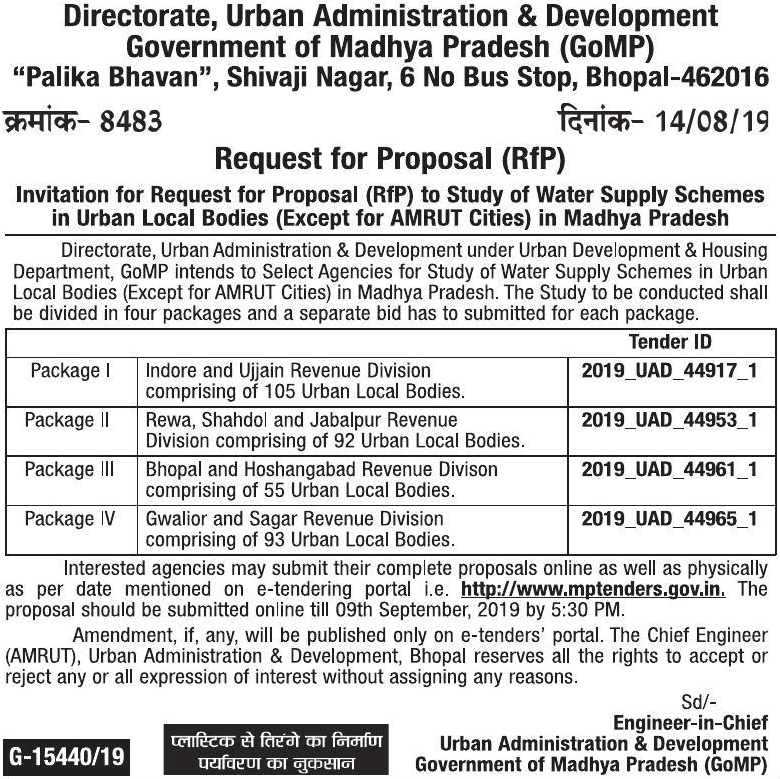 Directorate, Urban Administration & Development
Government of Madhya Pradesh (GoMP)
“Palika Bhavan”, Shivaji Nagar, 6 No Bus Stop, Bhopal-462016
क्रमांक- 8483 दिनांक- 14/08/19
Request for Proposal (RfP)
Invitation for Request for Proposal (RfP) to Study of Water Supply Schemes
in Urban Local Bodies (Except for AMRUT Cities) in Madhya Pradesh
Directorate, Urban Administration & Development under Urban Development & Housing
Department, GoMP intends to Select Agencies for Study of Water Supply Schemes in Urban
Local Bodies (Except for AMRUT Cities) in Madhya Pradesh. The Study to be conducted shall
be divided in four packages and a separate bid has to submitted for each package.
Tender ID
Package I Indore and Ujjain Revenue Division 2019_UAD_44917_1
comprising of 105 Urban Local Bodies.
Package II Rewa, Shahdol and Jabalpur Revenue 2019_UAD_44953_1
Division comprising of 92 Urban Local Bodies.
Package III Bhopal and Hoshangabad Revenue Divison 2019_UAD_44961_1
comprising of 55 Urban Local Bodies.
Package IV Gwalior and Sagar Revenue Division 2019_UAD_44965_1
comprising of 93 Urban Local Bodies.
Interested agencies may submit their complete proposals online as well as physically
as per date mentioned on e-tendering portal i.e. http://www.mptenders.gov.in. The
proposal should be submitted online till 09th September, 2019 by 5:30 PM.
Amendment, if, any, will be published only on e-tenders’ portal. The Chief Engineer
(AMRUT), Urban Administration & Development, Bhopal reserves all the rights to accept or
reject any or all expression of interest without assigning any reasons.
Sd/-
Engineer-in-Chief
Urban Administration & Development
Government of Madhya Pradesh (GoMP)
G-15440/19
प्लास्टिक से तिरंगे का निर्माण
पर्यावरण का नुकसान